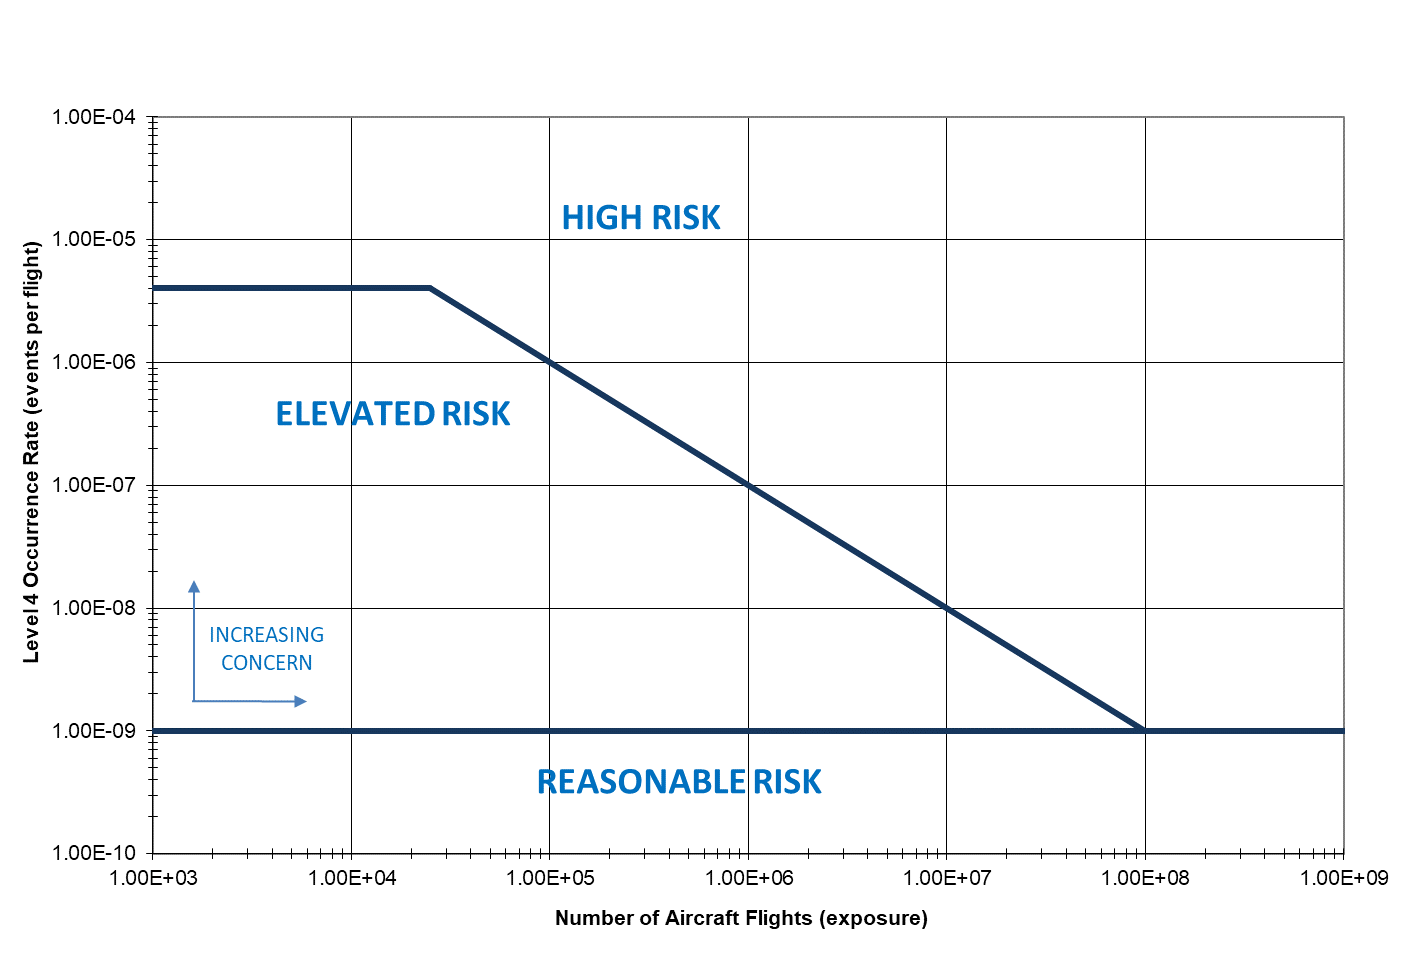 1.00E-04
HIGH RISK
1.00E-05
1.00E-06
ELEVATED RISK
1.00E-07
Level 4 Occurrence Rate (events per flight)
1.00E-08
INCREASING
CONCERN
1.00E-09
REASONABLE RISK
1.00E-10
1.00E+03
1.00E+04
1.00E+05
1.00E+06
1.00E+07
1.00E+08
1.00E+09
Number of Aircraft Flights (exposure)